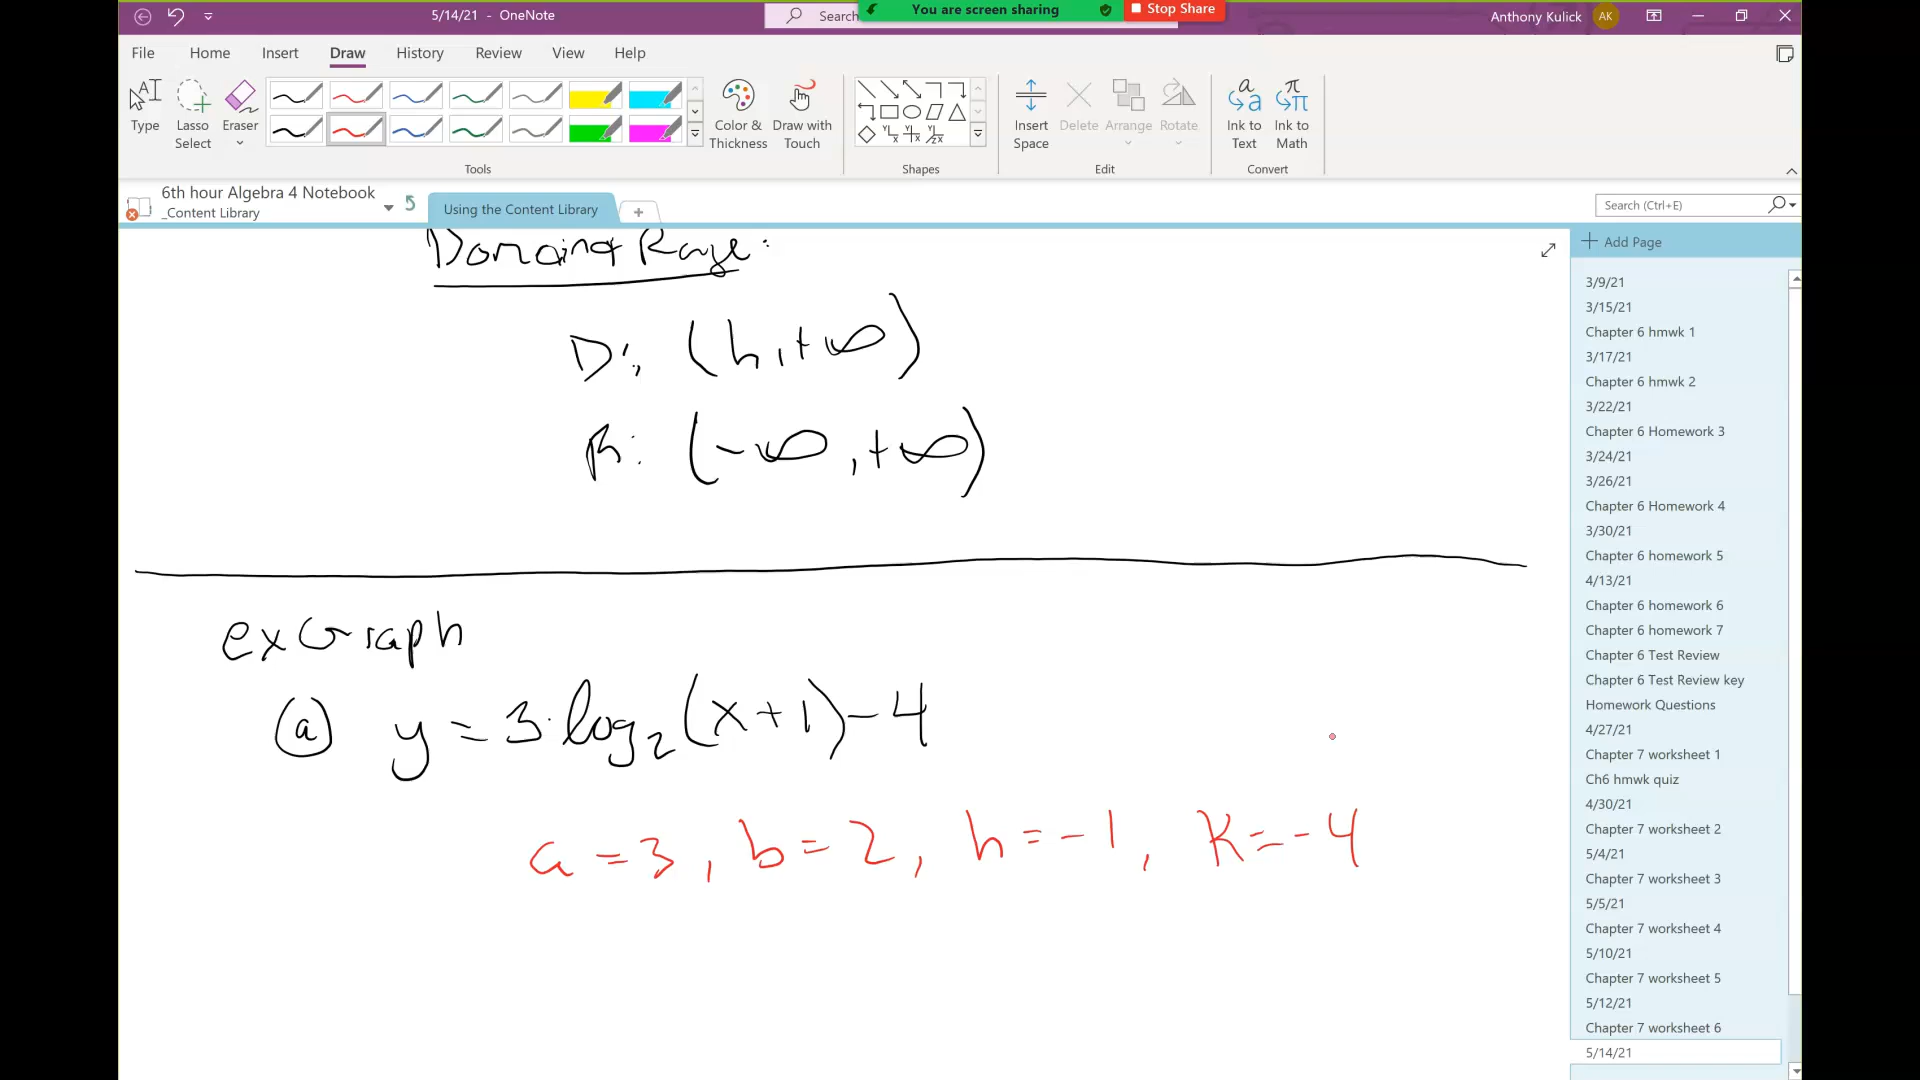 5/14/21 - OneNote
Search
You are screen sharing
Stop Share
Anthony Kulick
AK
File Home Insert Draw History Review View Help
Type
Lasso Select
Eraser
Color & Thickness
Draw with Touch
Insert Space
Delete
Arrange
Rotate
Ink to Text
Ink to Math
Tools
Shapes
Edit
Convert
6th hour Algebra 4 Notebook
_Content Library
Using the Content Library
Search (Ctrl+E)
Domain + Range:
D: (h, +∞)
R: (-∞, +∞)
ex Graph
(a) y = 3·log₂(x+1)-4
a = 3, b = 2, h = -1, K = -4
Add Page
3/9/21
3/15/21
Chapter 6 hmwk 1
3/17/21
Chapter 6 hmwk 2
3/22/21
Chapter 6 Homework 3
3/24/21
3/26/21
Chapter 6 Homework 4
3/30/21
Chapter 6 homework 5
4/13/21
Chapter 6 homework 6
Chapter 6 homework 7
Chapter 6 Test Review
Chapter 6 Test Review key
Homework Questions
4/27/21
Chapter 7 worksheet 1
Ch6 hmwk quiz
4/30/21
Chapter 7 worksheet 2
5/4/21
Chapter 7 worksheet 3
5/5/21
Chapter 7 worksheet 4
5/10/21
Chapter 7 worksheet 5
5/12/21
Chapter 7 worksheet 6
5/14/21